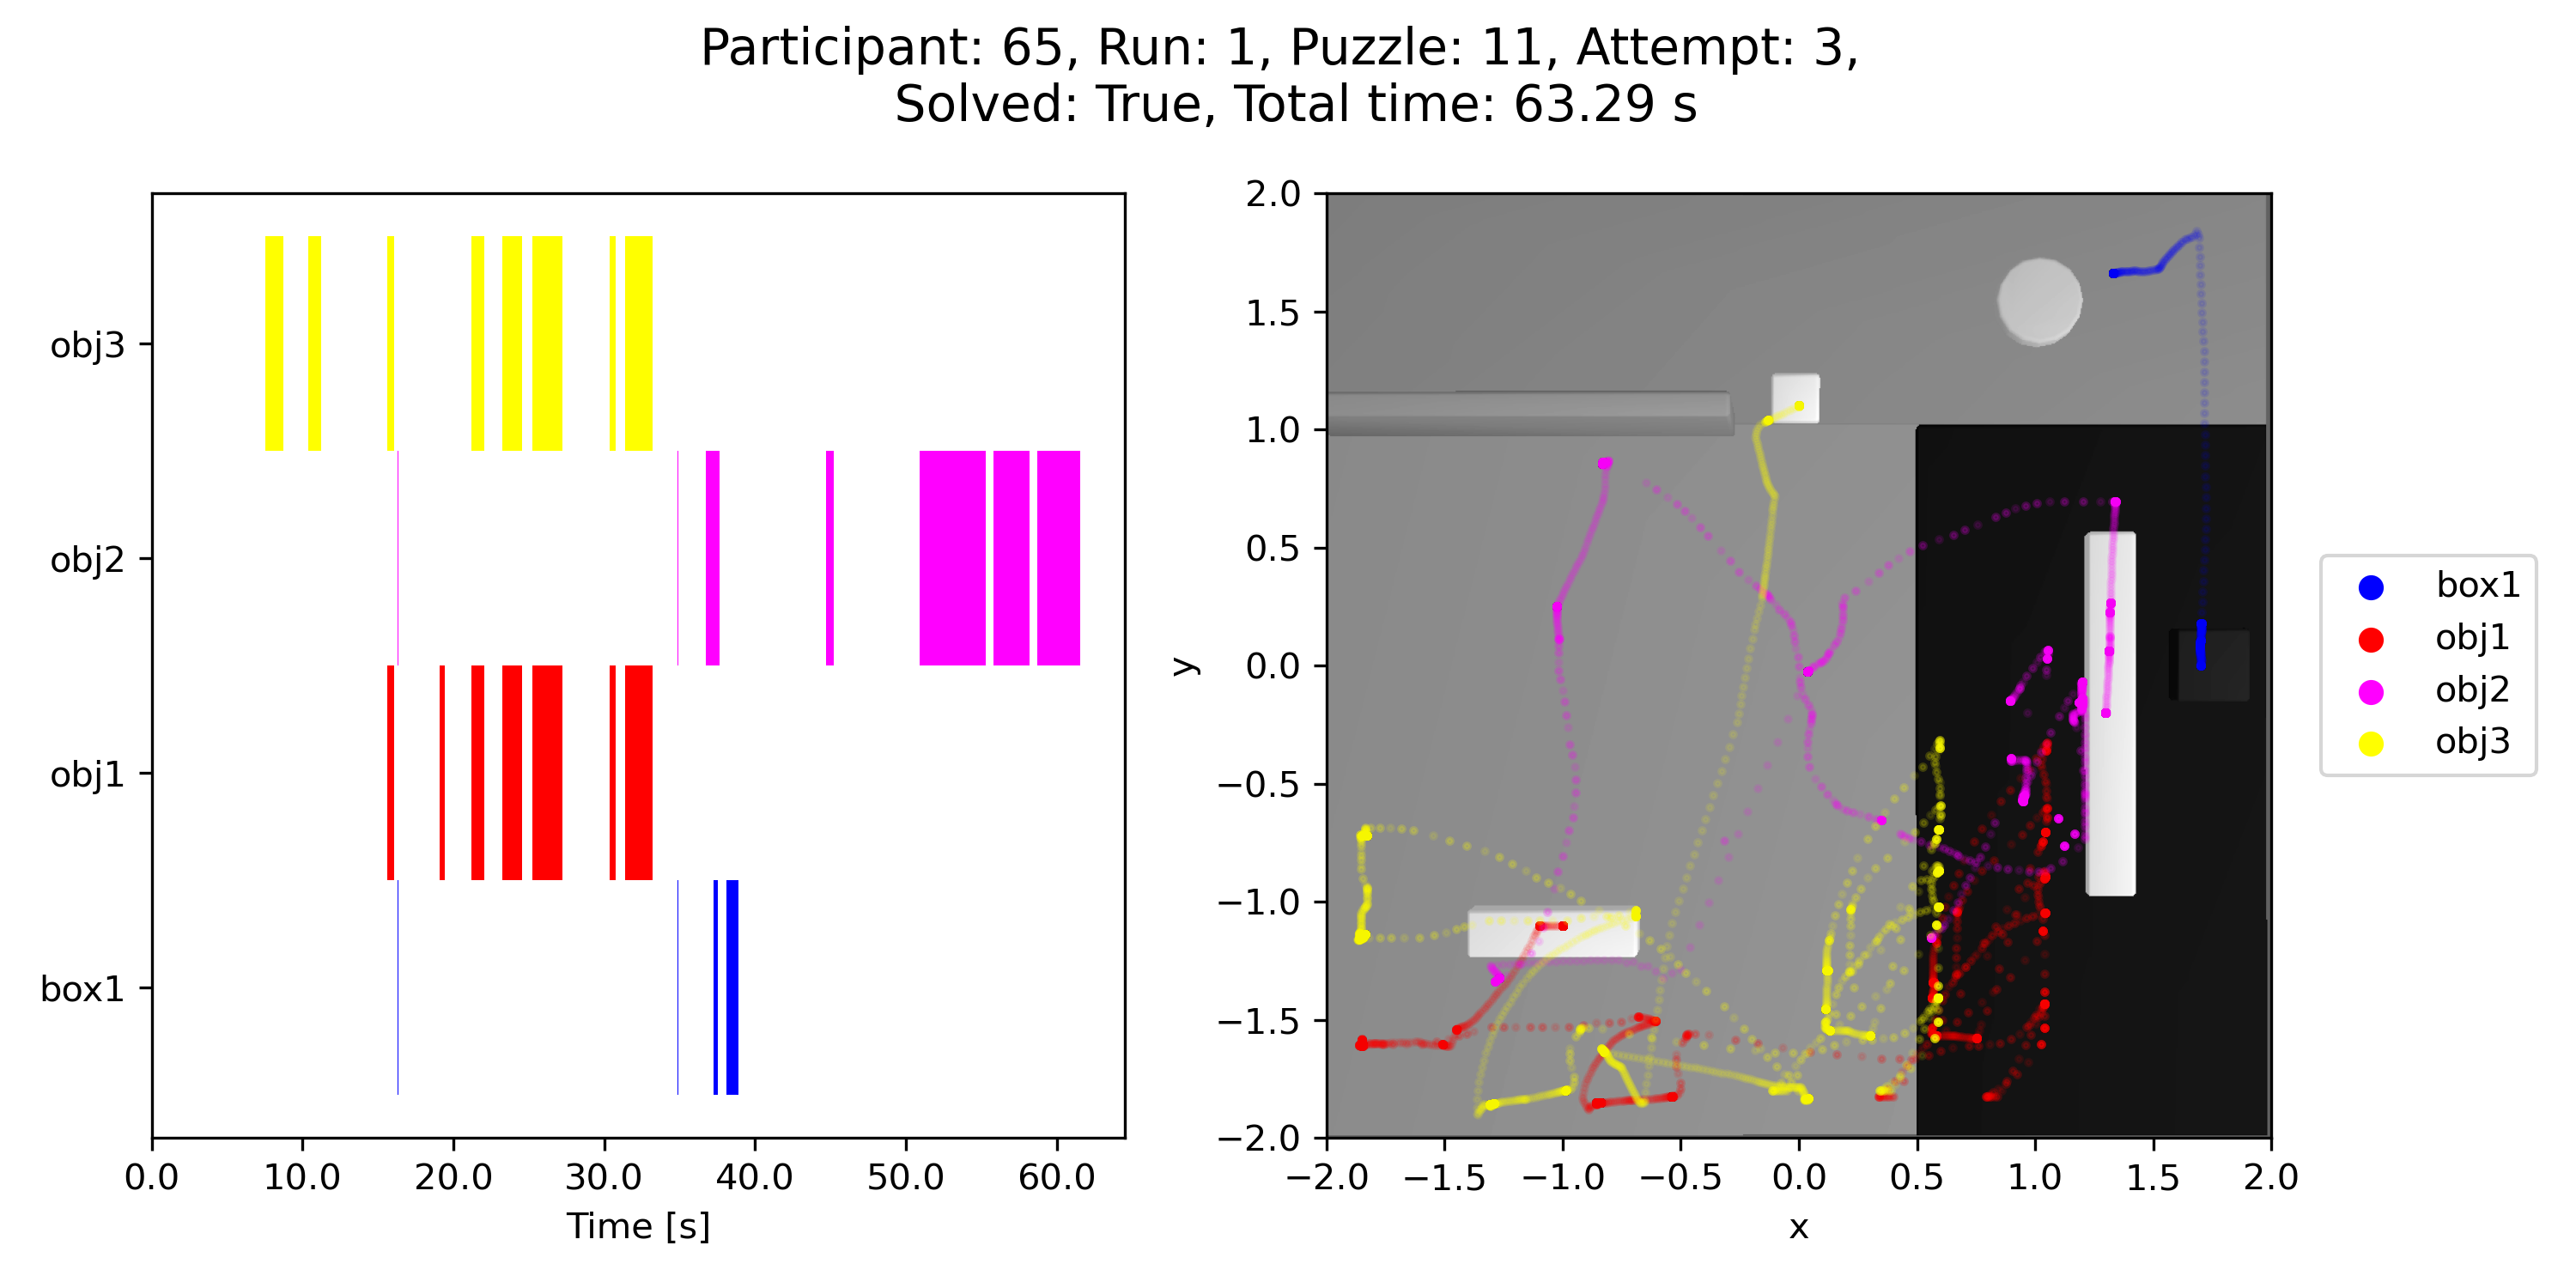 Participant: 65, Run: 1, Puzzle: 11, Attempt: 3,
Solved: True, Total time: 63.29 s
obj3
obj2
obj1
box1
0.0 10.0 20.0 30.0 40.0 50.0 60.0
Time [s]
2.0
1.5
1.0
0.5
0.0
−0.5
−1.0
−1.5
−2.0
y
−2.0 −1.5 −1.0 −0.5 0.0 0.5 1.0 1.5 2.0
x
box1
obj1
obj2
obj3